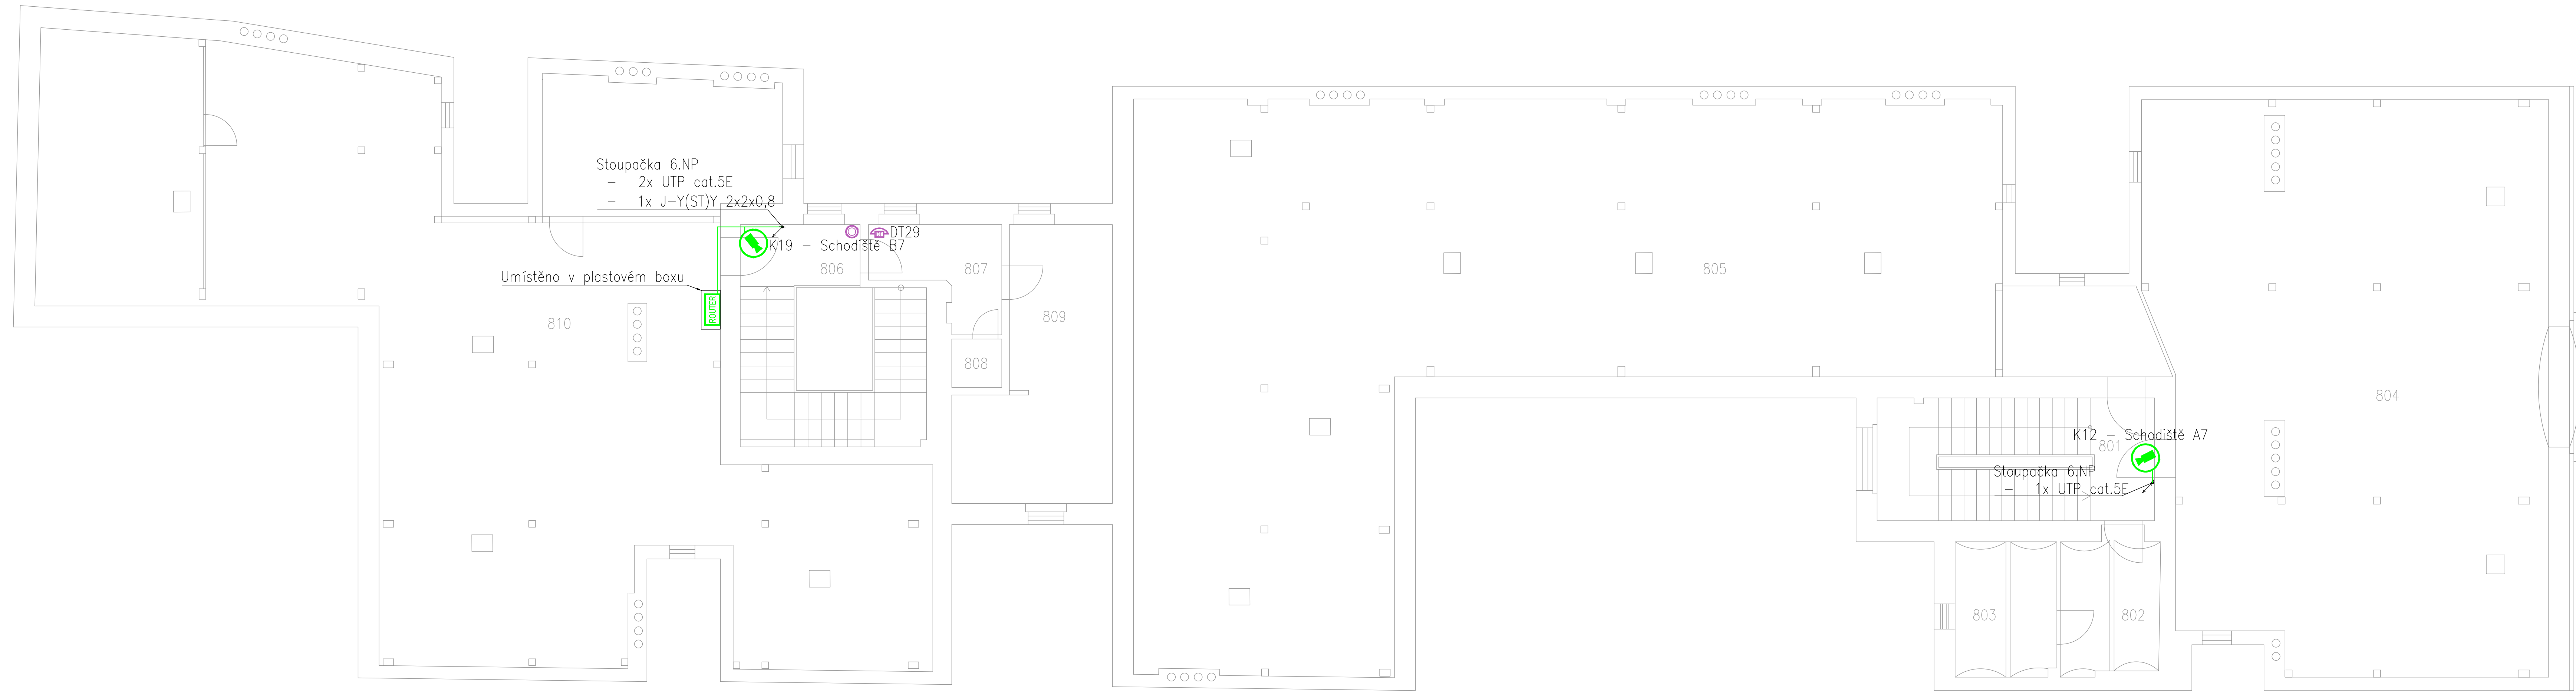 Stoupačka 6.NP
- 2x UTP cat.5E
- 1x J-Y(ST)Y 2x2x0,8
DT29
K19 - Schodiště B7
806
807
805
Umístěno v plastovém boxu
ROUTER
810
809
808
804
K12 - Schodiště A7
801
Stoupačka 6.NP
- 1x UTP cat.5E
803
802